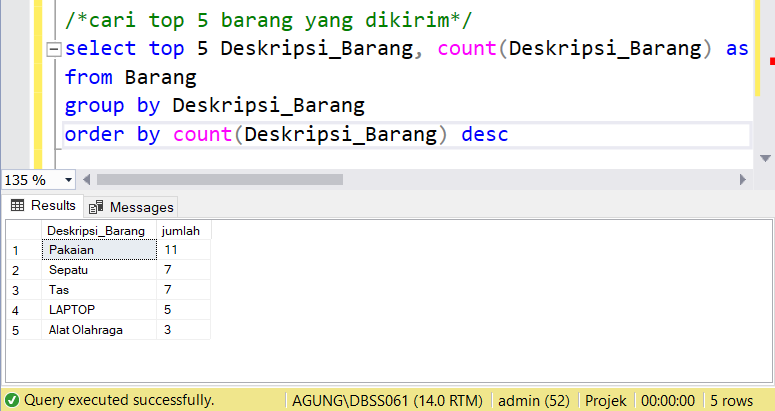 /*cari top 5 barang yang dikirim*/
select top 5 Deskripsi_Barang, count(Deskripsi_Barang) as
from Barang
group by Deskripsi_Barang
order by count(Deskripsi_Barang) desc
135 %
Results Messages
Deskripsi_Barang jumlah
1 Pakaian 11
2 Sepatu 7
3 Tas 7
4 LAPTOP 5
5 Alat Olahraga 3
Query executed successfully. AGUNG\DBSS061 (14.0 RTM) admin (52) Projek 00:00:00 5 rows